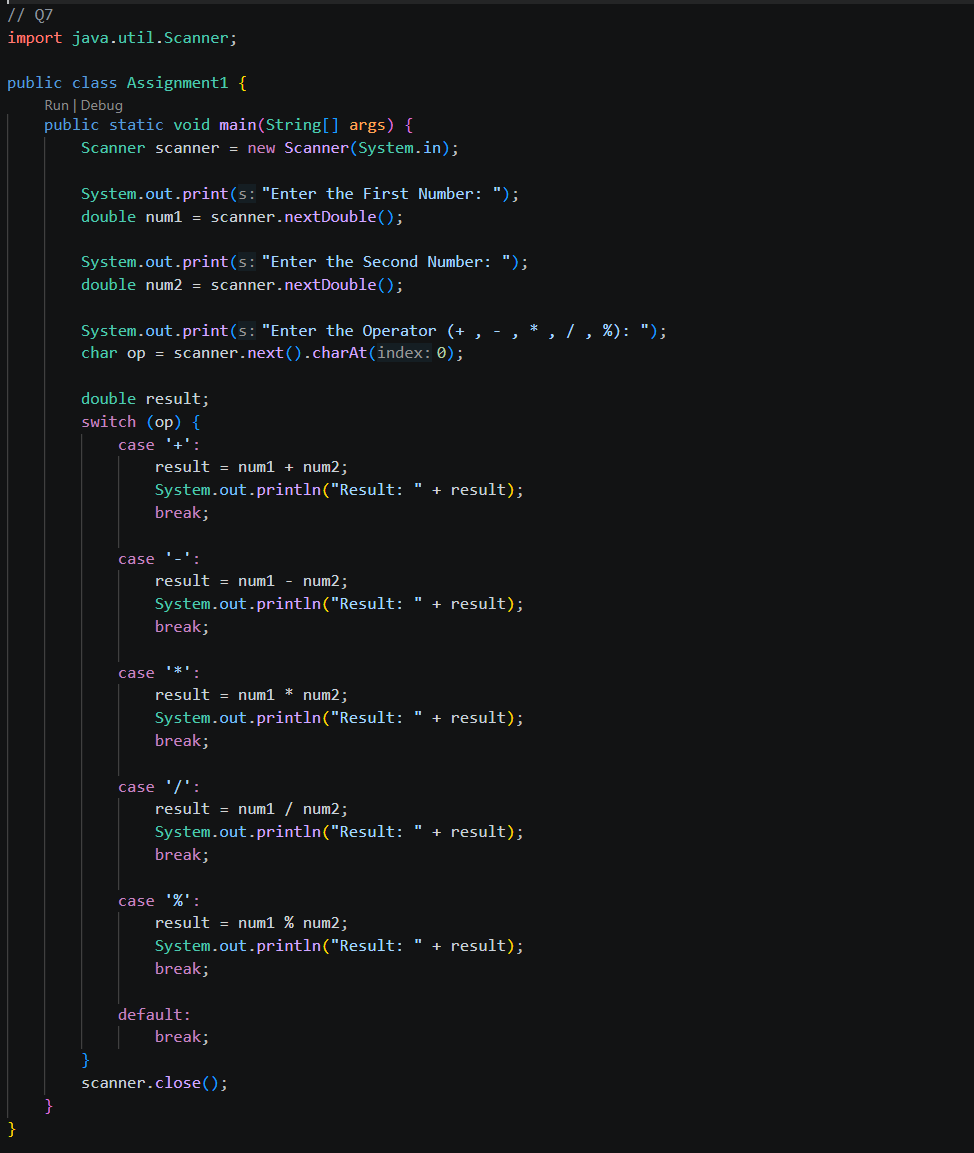 // Q7
import java.util.Scanner;
public class Assignment1 {
Run | Debug
public static void main(String[] args) {
Scanner scanner = new Scanner(System.in);
System.out.print(s: "Enter the First Number: ");
double num1 = scanner.nextDouble();
System.out.print(s: "Enter the Second Number: ");
double num2 = scanner.nextDouble();
System.out.print(s: "Enter the Operator (+ , - , * , / , %): ");
char op = scanner.next().charAt(index: 0);
double result;
switch (op) {
case '+':
result = num1 + num2;
System.out.println("Result: " + result);
break;
case '-':
result = num1 - num2;
System.out.println("Result: " + result);
break;
case '*':
result = num1 * num2;
System.out.println("Result: " + result);
break;
case '/':
result = num1 / num2;
System.out.println("Result: " + result);
break;
case '%':
result = num1 % num2;
System.out.println("Result: " + result);
break;
default:
break;
}
scanner.close();
}
}